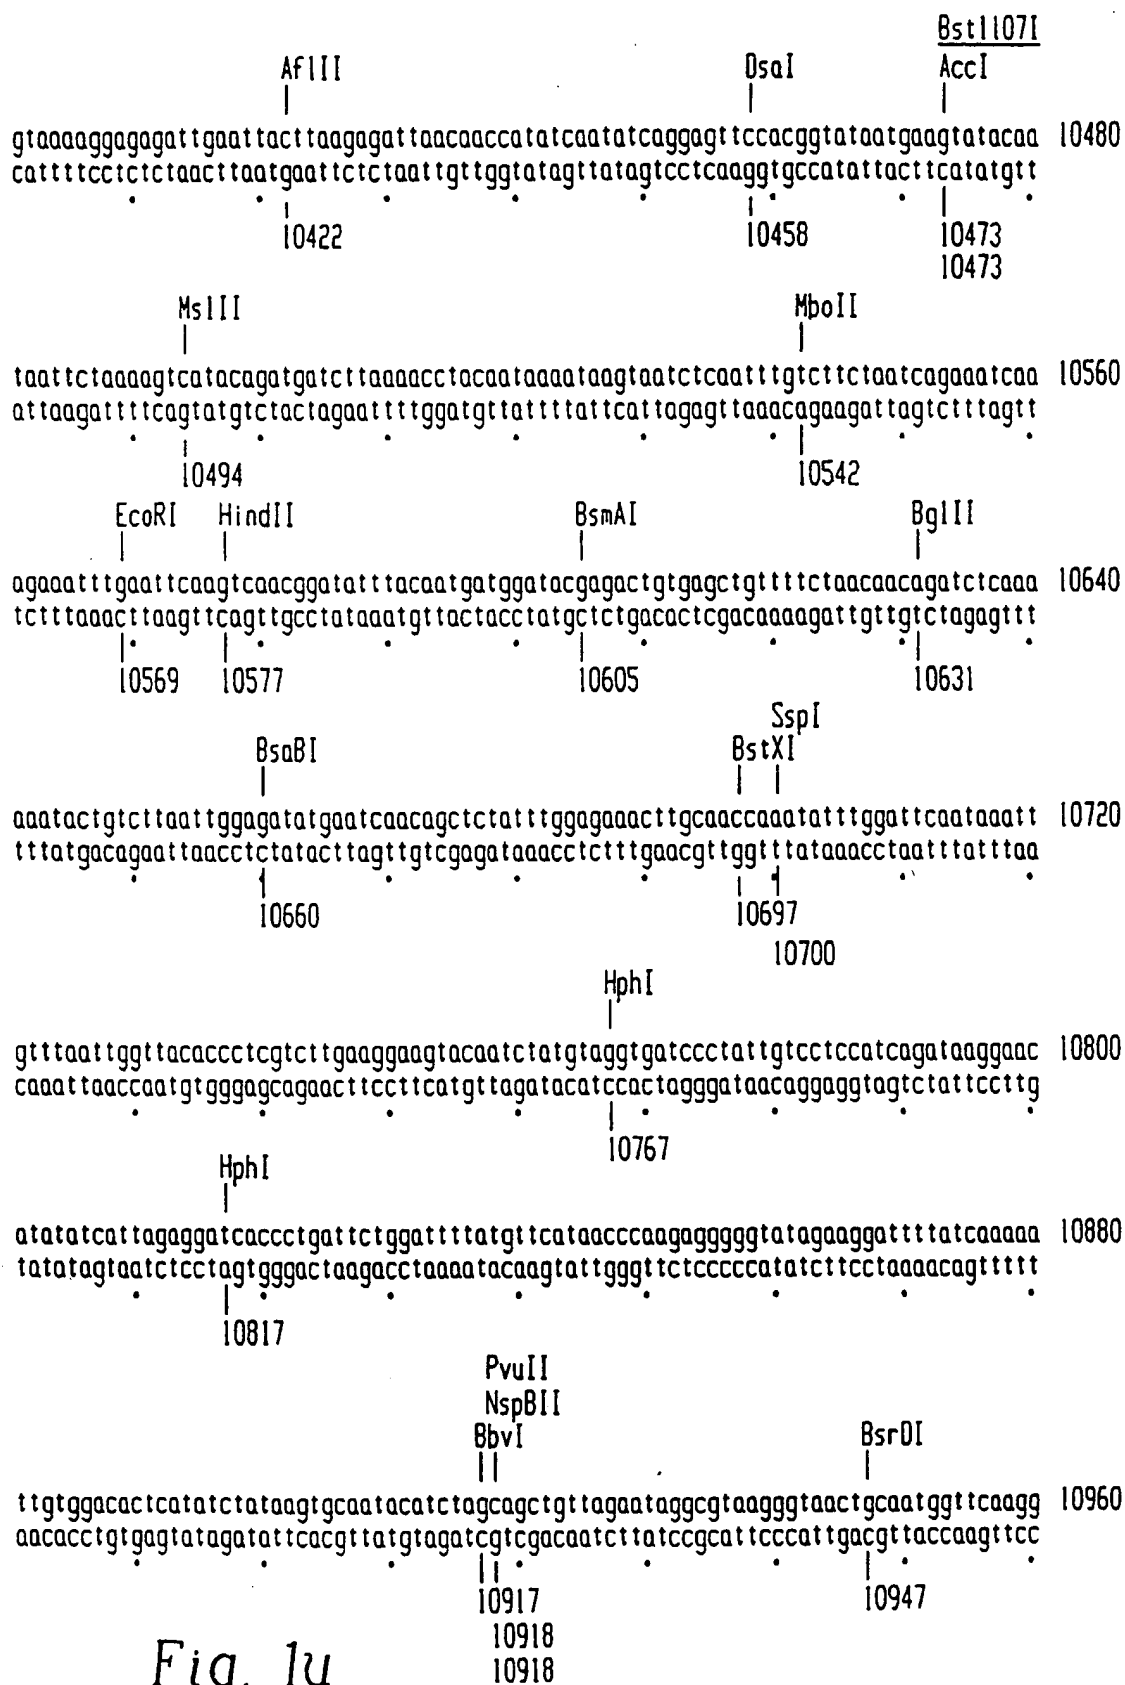 Bst1107I
AflII DsaI AccI
gtaaaaggagagattgaattacttaagagattaacaaccatatcaatatcaggagttccacggtataatgaagtatacaa 10480
cattttcctctctaacttaatgaattctctaattgttggtatagttatagtcctcaaggtgccatattacttcatatgtt
10422 10458 10473
10473
MslII MboII
taattctaaaagtcatacagatgatcttaaaacctacaataaaataagtaatctcaatttgtcttctaatcagaaatcaa 10560
attaagattttcagtatgtctactagaattttggatgttattttattcattagagttaaacagaagattagtctttagtt
10494 10542
EcoRI HindII BsmAI BglII
agaaatttgaattcaagtcaacggatatttacaatgatggatacgagactgtgagctgttttctaacaacagatctcaaa 10640
tctttaaacttaagttcagttgcctataaatgttactacctatgctctgacactcgacaaaagattgttgtctagagttt
10569 10577 10605 10631
SspI
BsaBI BstXI
aaatactgtcttaattggagatatgaatcaacagctctatttggagaaacttgcaaccaaatatttggattcaataaatt 10720
tttatgacagaattaacctctatacttagttgtcgagataaacctctttgaacgttggtttataaacctaatttatttaa
10660 10697
10700
HphI
gtttaattggttacaccctcgtcttgaaggaagtacaatctatgtaggtgatccctattgtcctccatcagataaggaac 10800
caaattaaccaatgtgggagcagaacttccttcatgttagatacatccactagggataacaggaggtagtctattccttg
10767
HphI
atatatcattagaggatcaccctgattctggattttatgttcataacccaagagggggtatagaaggattttatcaaaaa 10880
tatatagtaatctcctagtgggactaagacctaaaatacaagtattgggttctcccccatatcttcctaaaacagttttt
10817
PvuII
NspBII
BbvI BsrDI
ttgtggacactcatatctataagtgcaatacatctagcagctgttagaataggcgtaagggtaactgcaatggttcaagg 10960
aacacctgtgagtatagatattcacgttatgtagatcgtcgacaatcttatccgcattcccattgacgttaccaagttcc
10917 10947
10918
10918
Fig. 1u